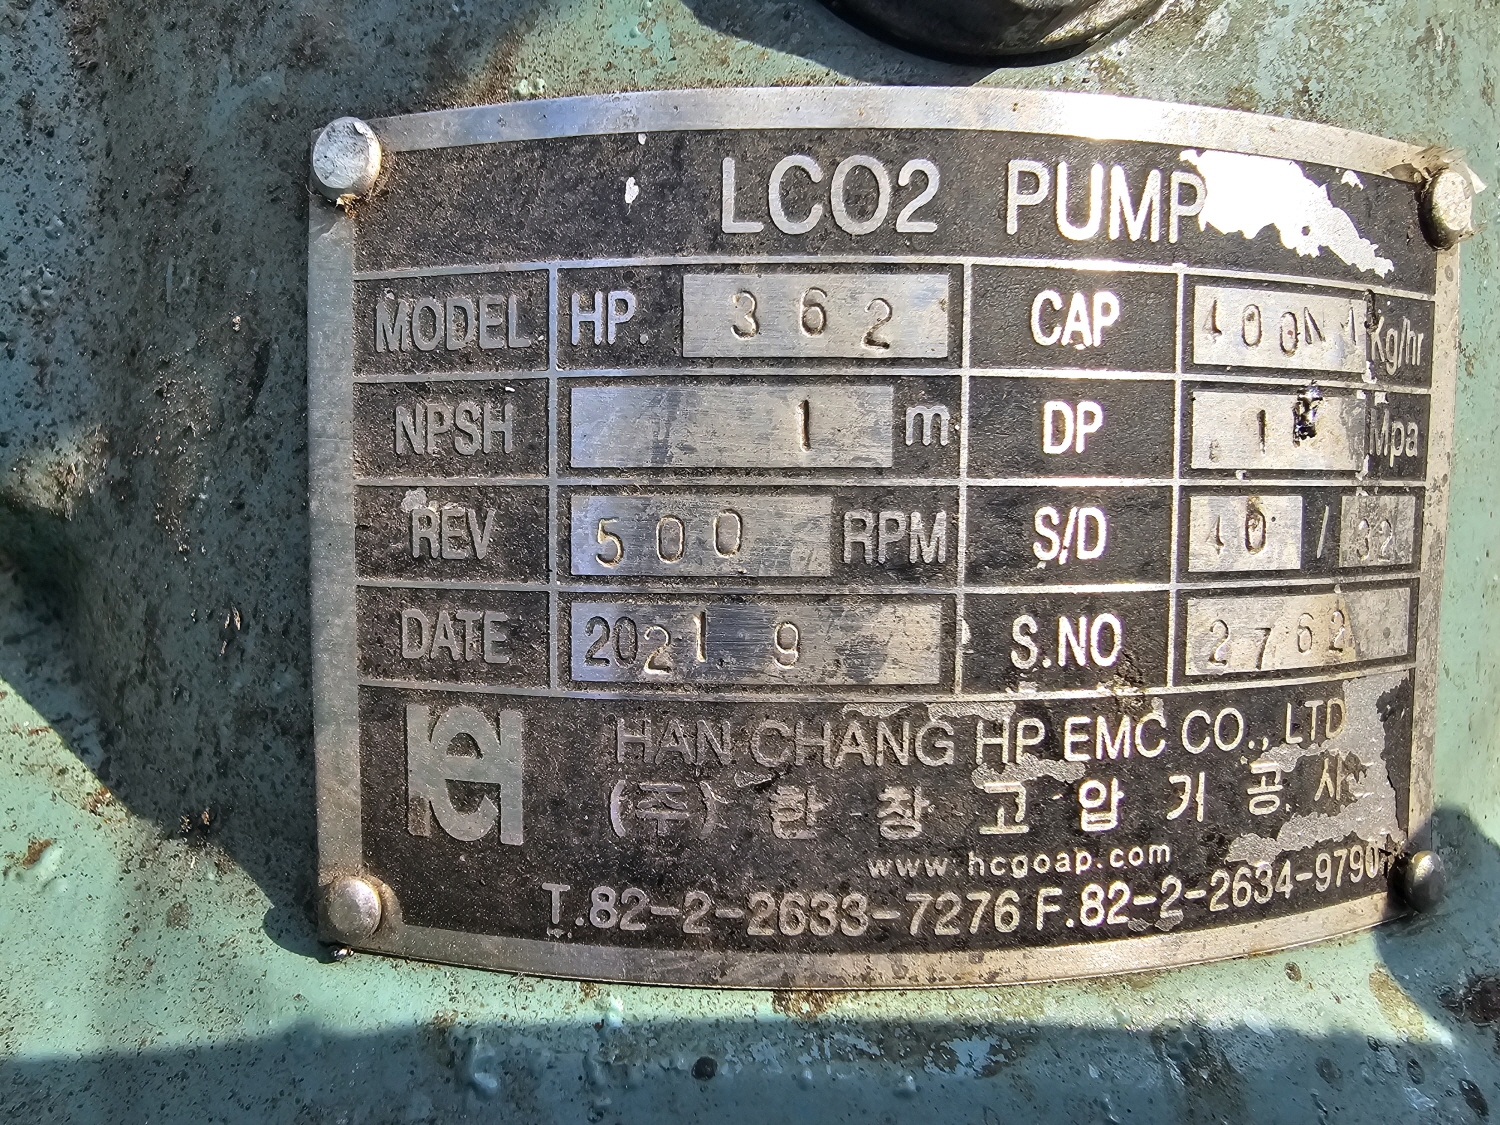 LCO2 PUMP
MODEL HP. 362 CAP Kg/hr
NPSH 1 m DP Mpa
REV 500 RPM S/D 40 / 32
DATE 2021. 9 S.NO 2762
HAN CHANG HP EMC CO., LTD
(주) 한 창 고 압 기 공 사
www.hcgoap.com
T.82-2-2633-7276 F.82-2-2634-9790